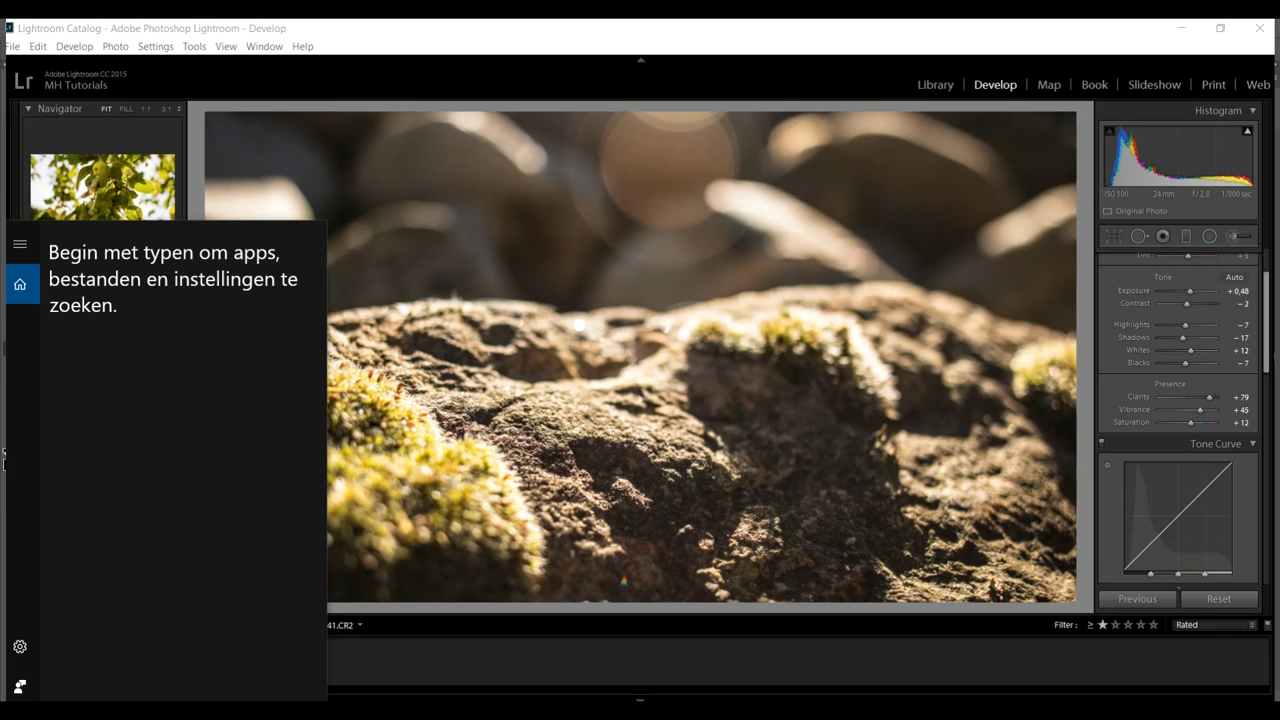 Lightroom Catalog - Adobe Photoshop Lightroom - Develop
File Edit Develop Photo Settings Tools View Window Help
Lr
Adobe Lightroom CC 2015
MH Tutorials
Library | Develop | Map | Book | Slideshow | Print | Web
Navigator FIT FILL 1:1 3:1
Histogram
ISO 100 24mm f / 2,8 1/800 sec
Original Photo
Begin met typen om apps,
bestanden en instellingen te
zoeken.
Tint + 5
Tone Auto
Exposure + 0,48
Contrast – 2
Highlights – 7
Shadows – 17
Whites + 12
Blacks – 7
Presence
Clarity + 79
Vibrance + 45
Saturation + 12
Tone Curve
Previous Reset
41.CR2
Filter : ≥ ★ ☆ ☆ ☆ ☆ Rated